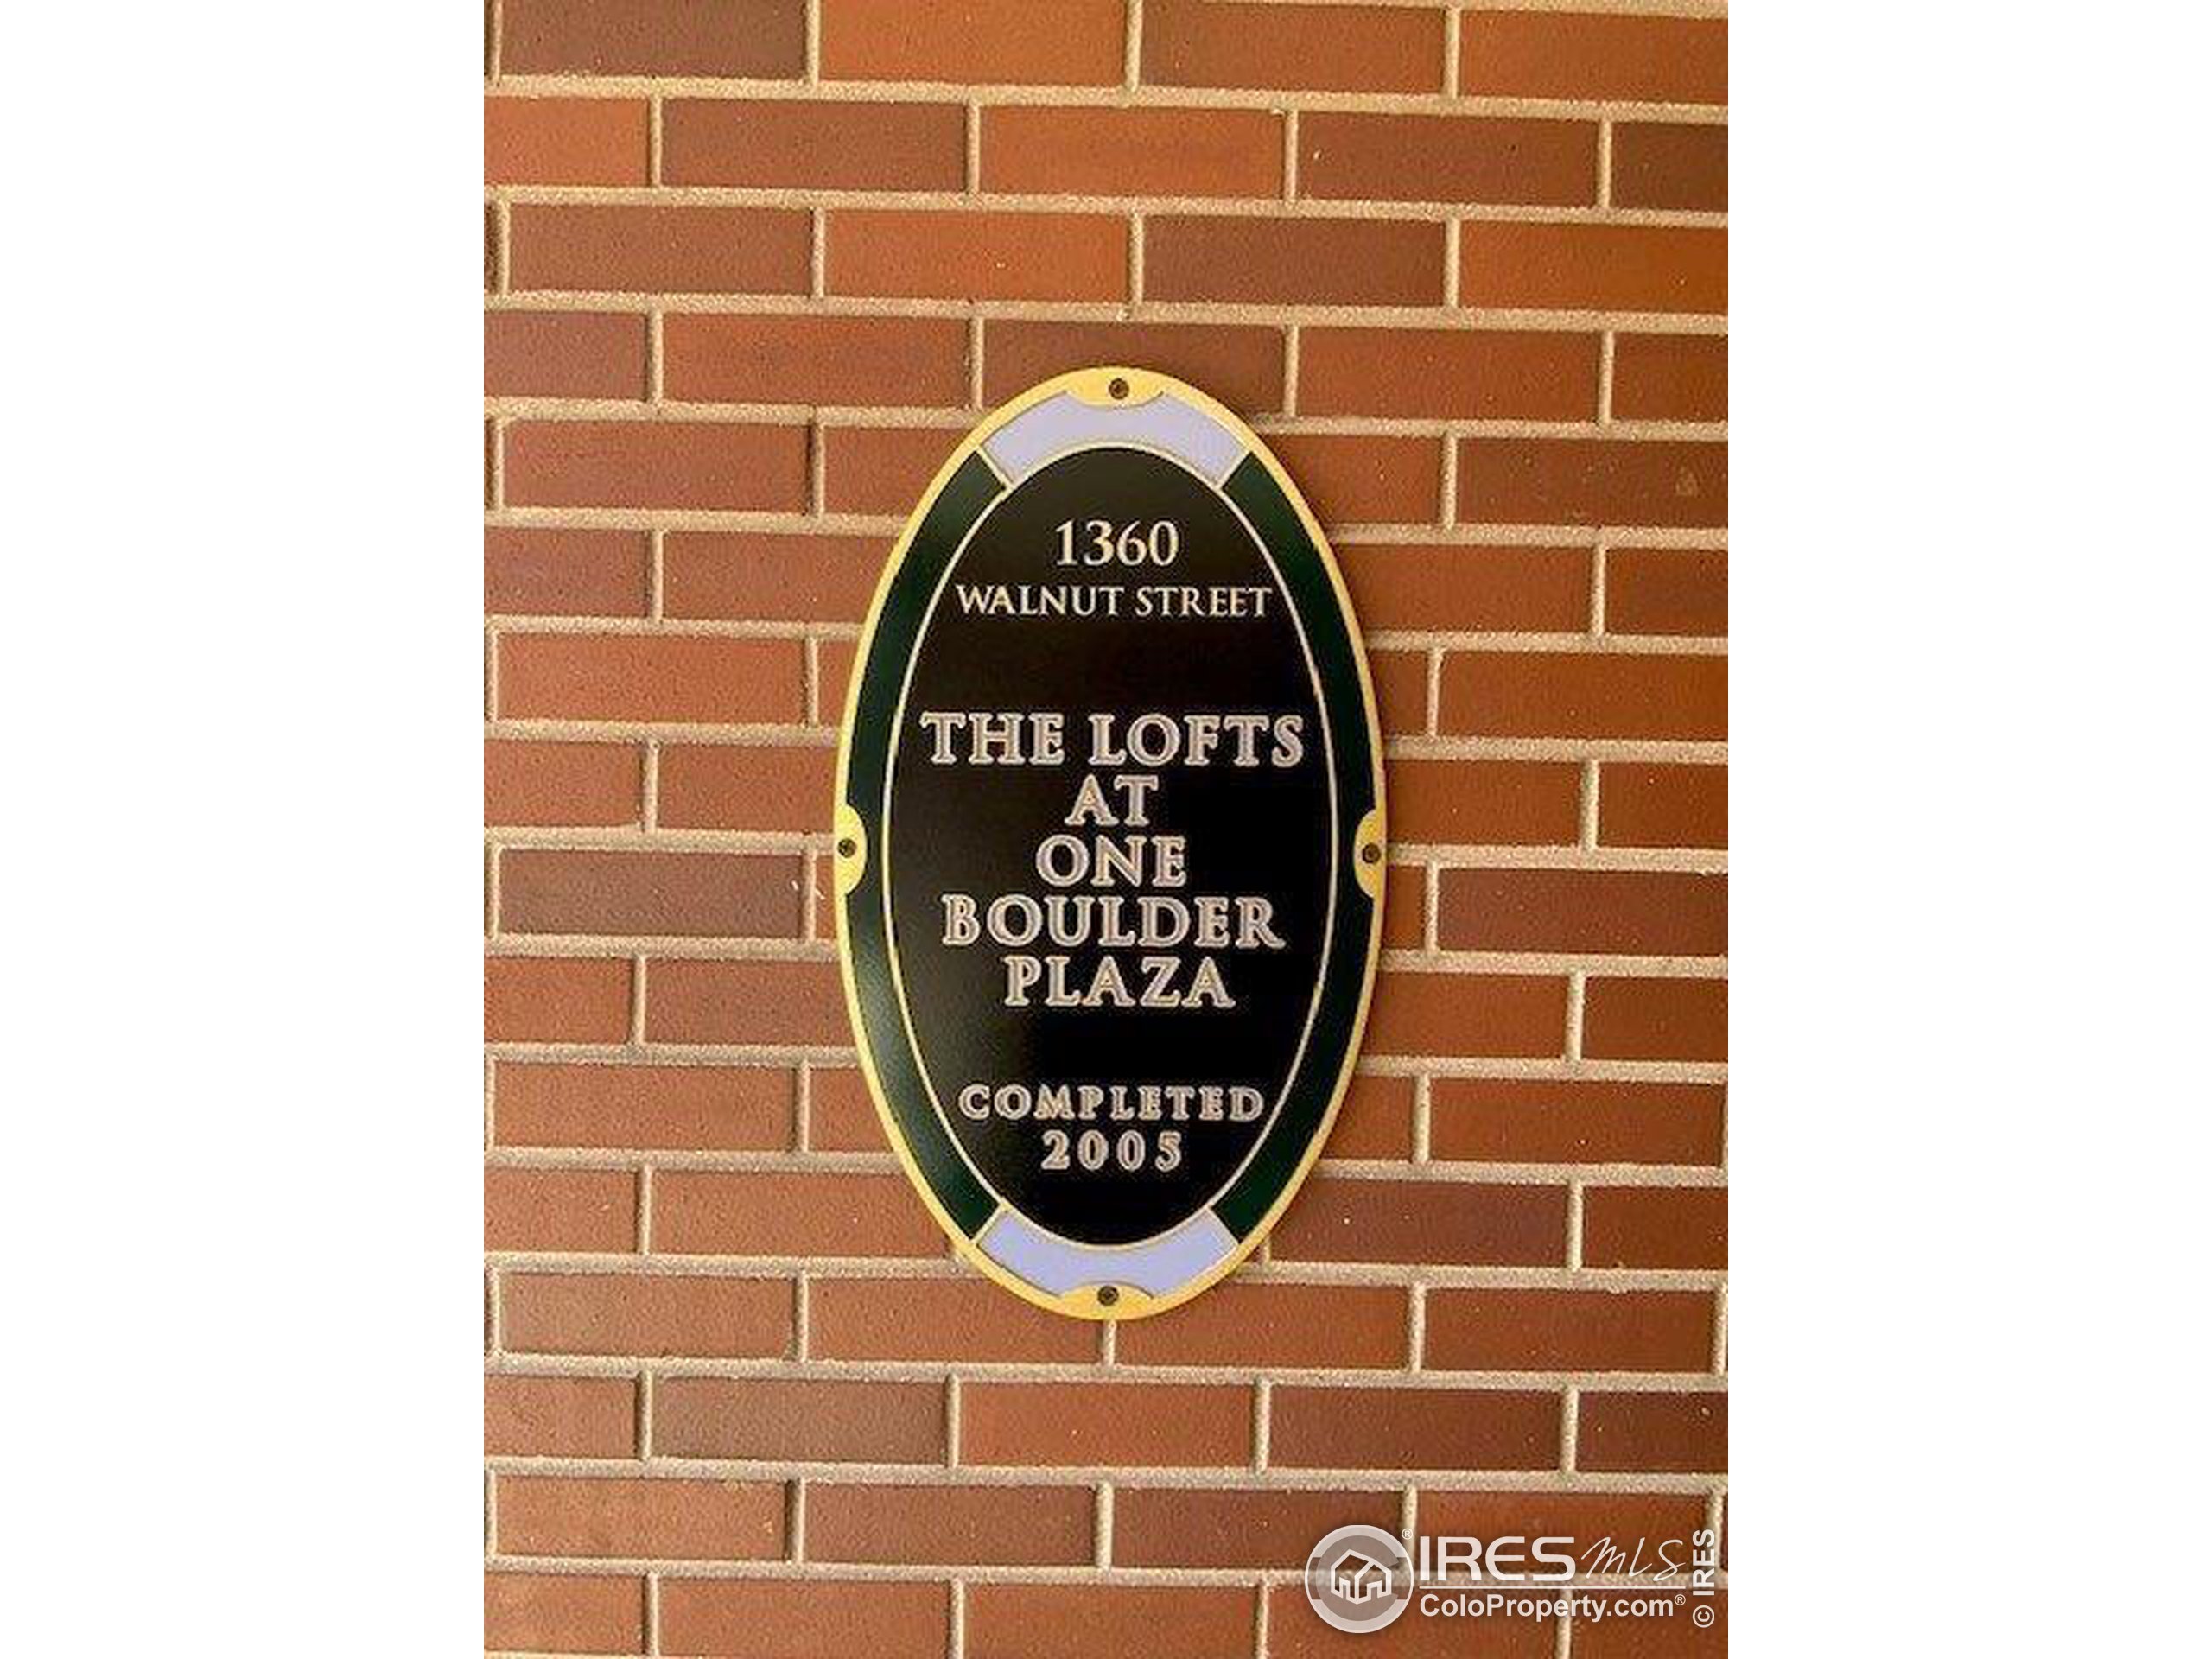 1360
WALNUT STREET
THE LOFTS
AT
ONE
BOULDER
PLAZA
COMPLETED
2005
® IRES MLS
ColoProperty.com®
© IRES